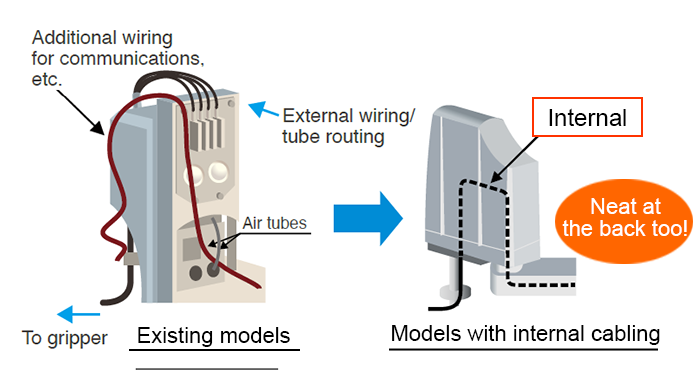 Additional wiring
for communications,
etc.
External wiring/
tube routing
Air tubes
To gripper
Existing models
Internal
Neat at
the back too!
Models with internal cabling